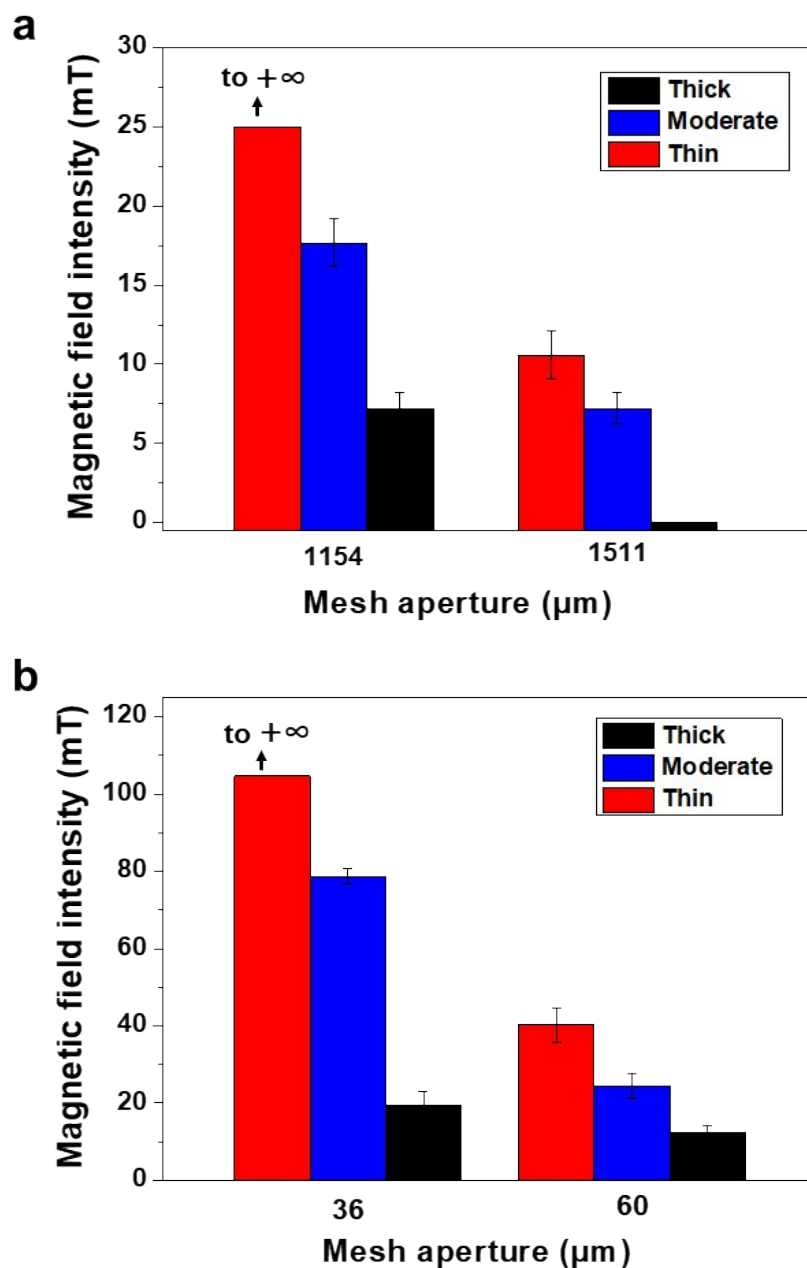 a
Magnetic field intensity (mT)
30
25
20
15
10
5
0
to +∞
Thick
Moderate
Thin
1154
1511
Mesh aperture (μm)
b
Magnetic field intensity (mT)
120
100
80
60
40
20
0
to +∞
Thick
Moderate
Thin
36
60
Mesh aperture (μm)